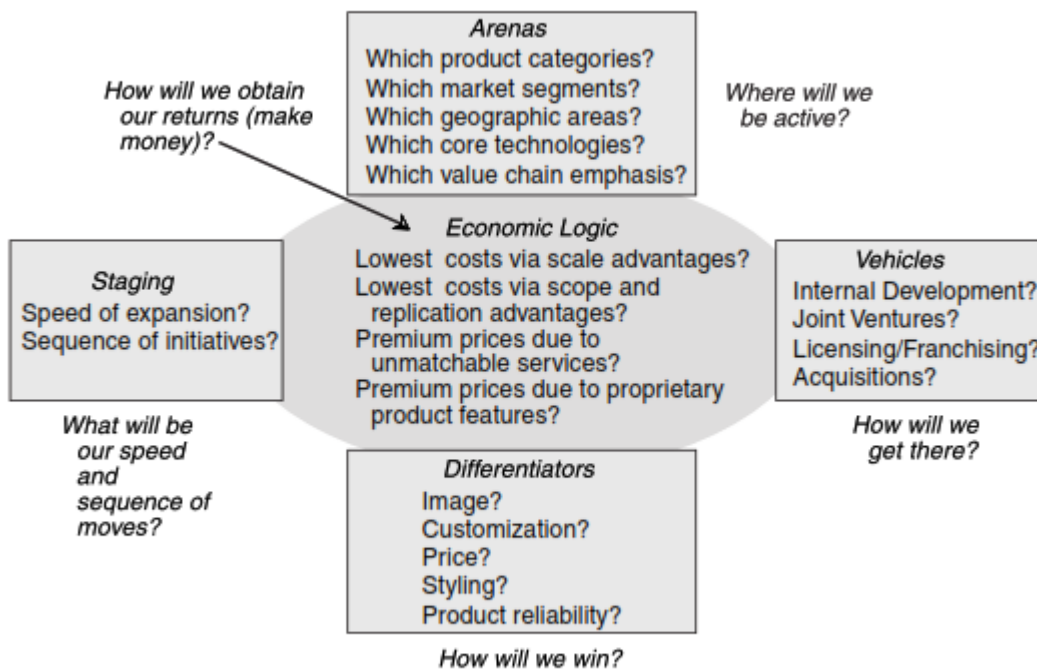 Arenas
Which product categories?
Which market segments?
Which geographic areas?
Which core technologies?
Which value chain emphasis?
How will we obtain
our returns (make
money)?
Where will we
be active?
Economic Logic
Lowest costs via scale advantages?
Lowest costs via scope and
replication advantages?
Premium prices due to
unmatchable services?
Premium prices due to proprietary
product features?
Staging
Speed of expansion?
Sequence of initiatives?
What will be
our speed
and
sequence of
moves?
Vehicles
Internal Development?
Joint Ventures?
Licensing/Franchising?
Acquisitions?
How will we
get there?
Differentiators
Image?
Customization?
Price?
Styling?
Product reliability?
How will we win?